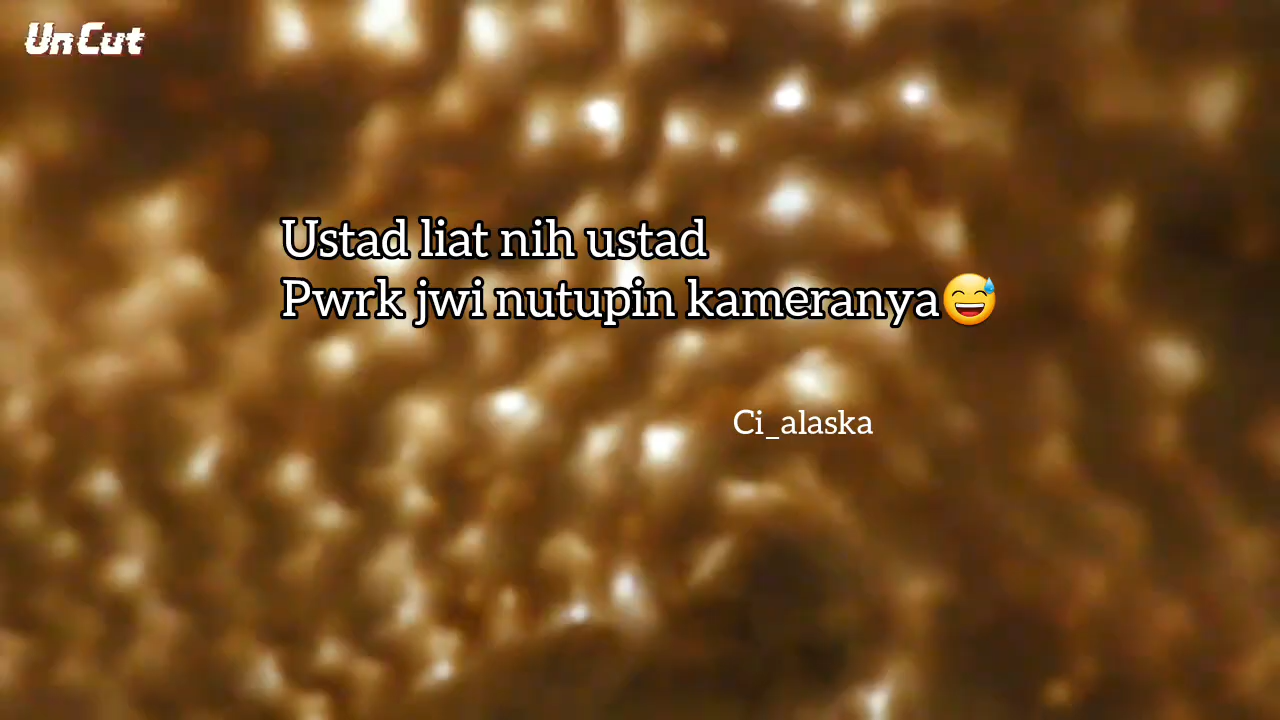 UnCut
Ustad liat nih ustad
Pwrk jwi nutupin kameranya😅
Ci_alaska